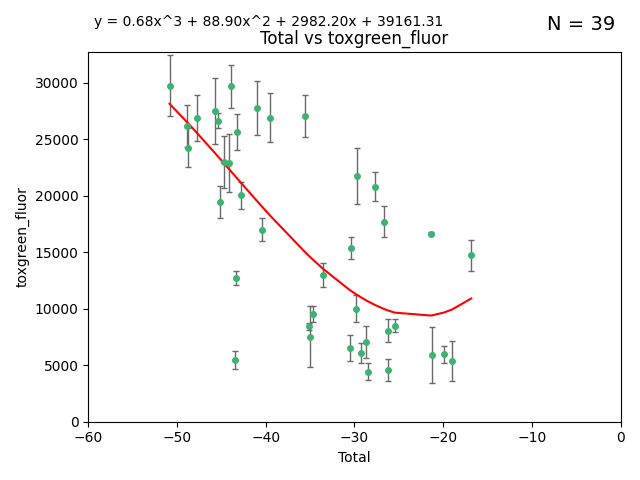 y = 0.68x^3 + 88.90x^2 + 2982.20x + 39161.31
N = 39
Total vs toxgreen_fluor
30000
25000
20000
15000
10000
5000
0
toxgreen_fluor
−60
−50
−40
−30
−20
−10
0
Total